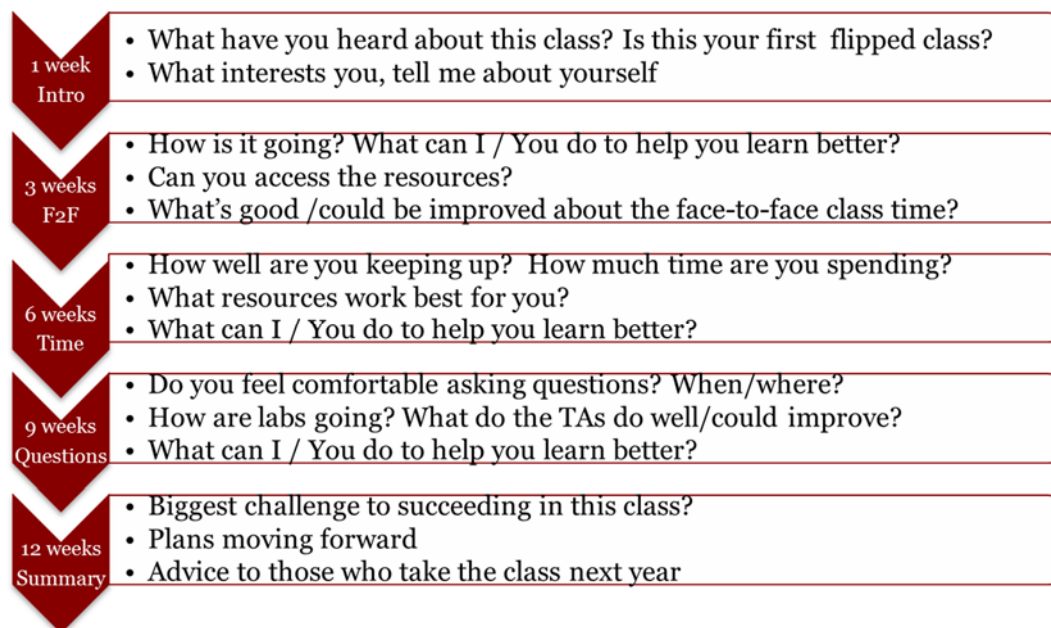 1 week
Intro
• What have you heard about this class? Is this your first flipped class?
• What interests you, tell me about yourself
3 weeks
F2F
• How is it going? What can I / You do to help you learn better?
• Can you access the resources?
• What's good /could be improved about the face-to-face class time?
6 weeks
Time
• How well are you keeping up? How much time are you spending?
• What resources work best for you?
• What can I / You do to help you learn better?
9 weeks
Questions
• Do you feel comfortable asking questions? When/where?
• How are labs going? What do the TAs do well/could improve?
• What can I / You do to help you learn better?
12 weeks
Summary
• Biggest challenge to succeeding in this class?
• Plans moving forward
• Advice to those who take the class next year